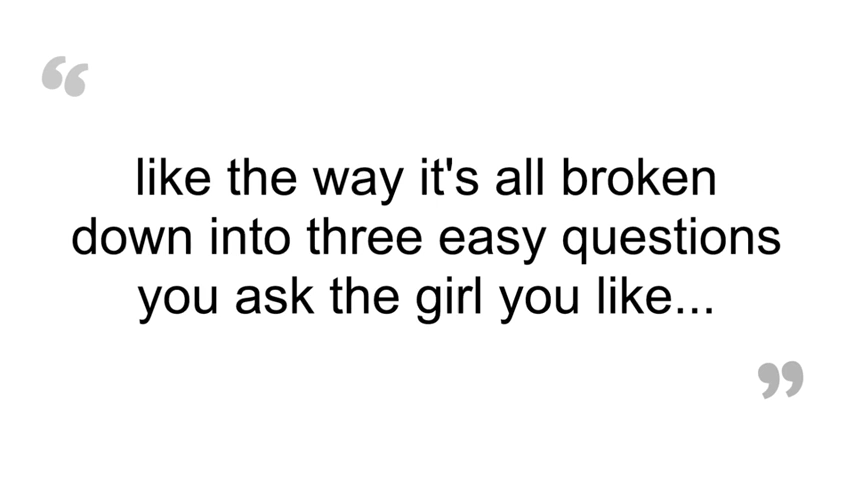 “
like the way it's all broken
down into three easy questions
you ask the girl you like...
”